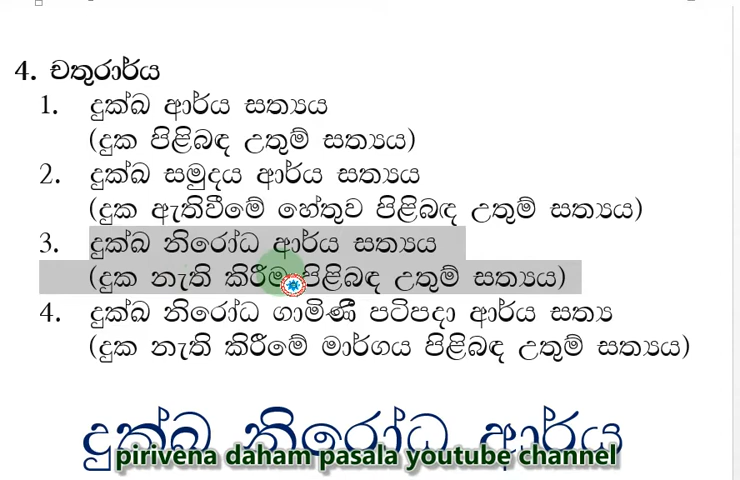 4. චතුරාර්ය
1. දුක්ඛ ආර්ය සත්‍යය
(දුක පිළිබඳ උතුම් සත්‍යය)
2. දුක්ඛ සමුදය ආර්ය සත්‍යය
(දුක ඇතිවීමේ හේතුව පිළිබඳ උතුම් සත්‍යය)
3. දුක්ඛ නිරෝධ ආර්ය සත්‍යය
(දුක නැති කිරීම පිළිබඳ උතුම් සත්‍යය)
4. දුක්ඛ නිරෝධ ගාමිණී පටිපදා ආර්ය සත්‍ය
(දුක නැති කිරීමේ මාර්ගය පිළිබඳ උතුම් සත්‍යය)
දුක්ඛ නිරෝධ ආර්ය
pirivena daham pasala youtube channel